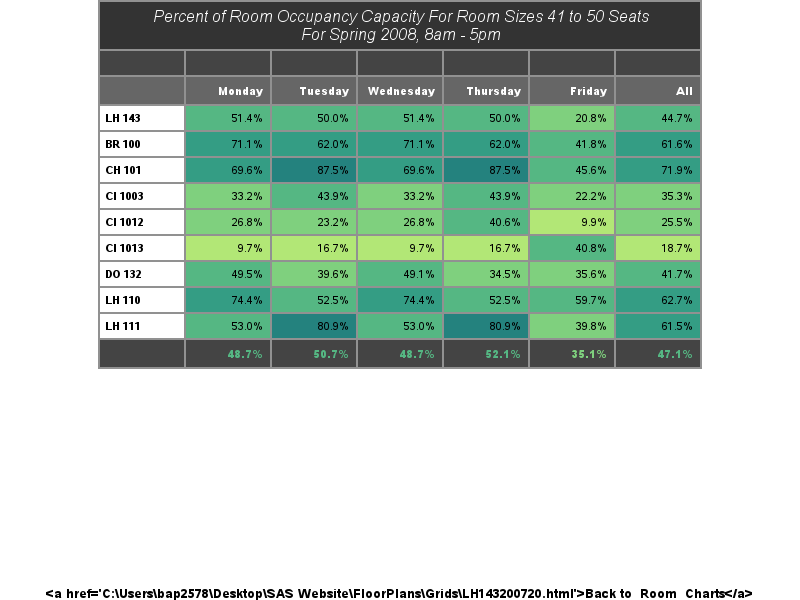 Percent of Room Occupancy Capacity For Room Sizes 41 to 50 Seats
For Spring 2008, 8am - 5pm
Monday Tuesday Wednesday Thursday Friday All
LH 143 51.4% 50.0% 51.4% 50.0% 20.8% 44.7%
BR 100 71.1% 62.0% 71.1% 62.0% 41.8% 61.6%
CH 101 69.6% 87.5% 69.6% 87.5% 45.6% 71.9%
CI 1003 33.2% 43.9% 33.2% 43.9% 22.2% 35.3%
CI 1012 26.8% 23.2% 26.8% 40.6% 9.9% 25.5%
CI 1013 9.7% 16.7% 9.7% 16.7% 40.8% 18.7%
DO 132 49.5% 39.6% 49.1% 34.5% 35.6% 41.7%
LH 110 74.4% 52.5% 74.4% 52.5% 59.7% 62.7%
LH 111 53.0% 80.9% 53.0% 80.9% 39.8% 61.5%
48.7% 50.7% 48.7% 52.1% 35.1% 47.1%
<a href='C:\Users\bap2578\Desktop\SAS Website\FloorPlans\Grids\LH143200720.html'>Back to Room Charts</a>